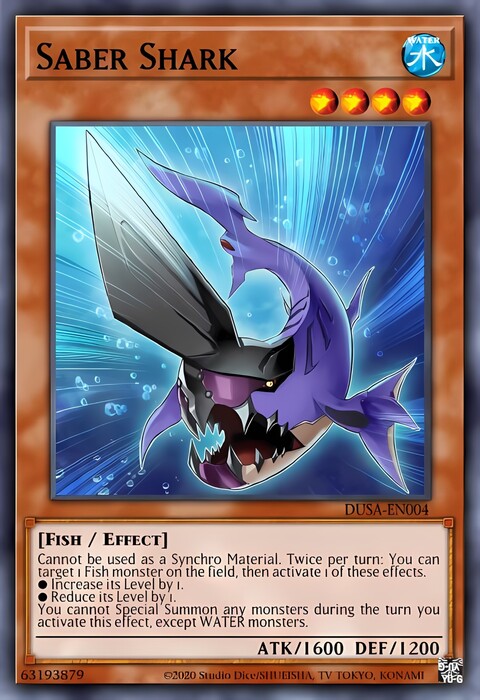 SABER SHARK
WATER
水
DUSA-EN004
[FISH / EFFECT]
Cannot be used as a Synchro Material. Twice per turn: You can
target 1 Fish monster on the field, then activate 1 of these effects.
● Increase its Level by 1.
● Reduce its Level by 1.
You cannot Special Summon any monsters during the turn you
activate this effect, except WATER monsters.
ATK/1600 DEF/1200
63193879
©2020 Studio Dice/SHUEISHA, TV TOKYO, KONAMI